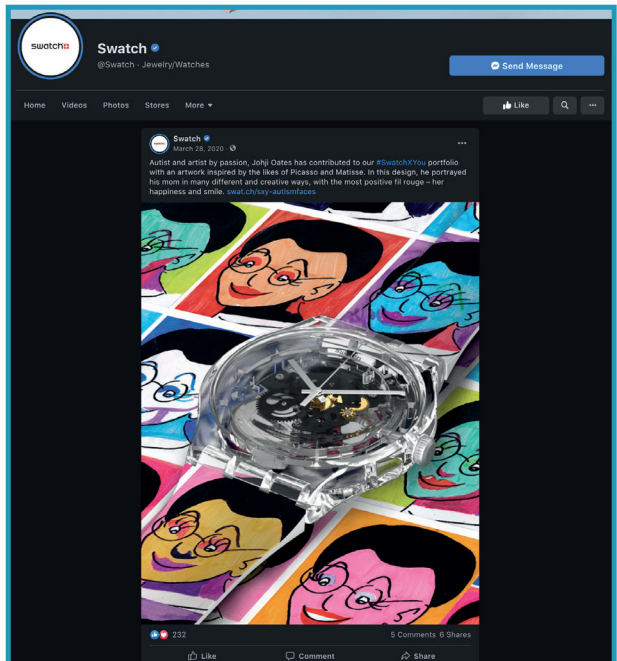 swatch
Swatch
@Swatch · Jewelry/Watches
Send Message
Home Videos Photos Stores More
Like
Swatch
March 28, 2020 ·
Autist and artist by passion, Johji Oates has contributed to our #SwatchXYou portfolio
with an artwork inspired by the likes of Picasso and Matisse. In this design, he portrayed
his mom in many different and creative ways, with the most positive fil rouge – her
happiness and smile. swat.ch/sxy-autismfaces
232
5 Comments 6 Shares
Like Comment Share